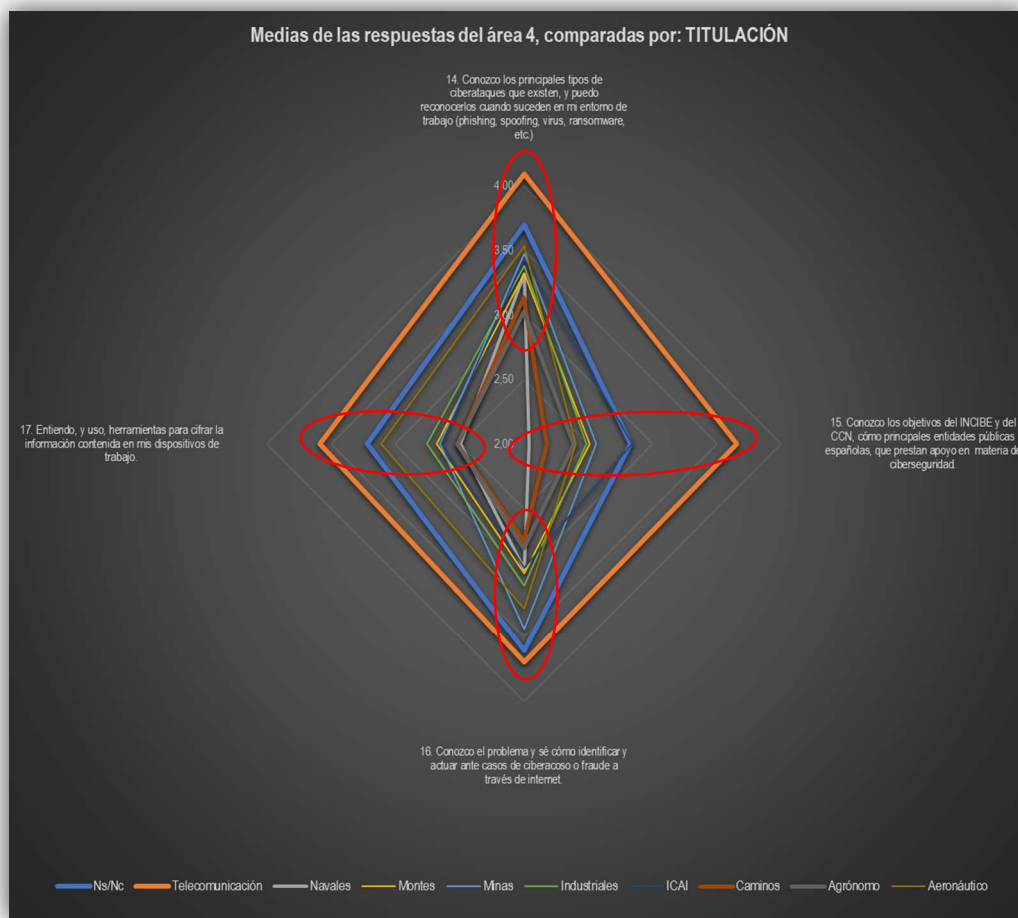 Medias de las respuestas del área 4, comparadas por: TITULACIÓN
14. Conozco los principales tipos de
ciberataques que existen, y puedo
reconocerlos cuando suceden en mi entorno de
trabajo (phishing, spoofing, virus, ransomware,
etc.)
4,00
3,50
3,00
2,50
2,00
17. Entiendo, y uso, herramientas para cifrar la
información contenida en mis dispositivos de
trabajo.
15. Conozco los objetivos del INCIBE y del
CCN, cómo principales entidades públicas
españolas, que prestan apoyo en materia de
ciberseguridad.
16. Conozco el problema y sé cómo identificar y
actuar ante casos de ciberacoso o fraude a
través de internet.
Ns/Nc Telecomunicación Navales Montes Minas Industriales ICAI Caminos Agrónomo Aeronáutico